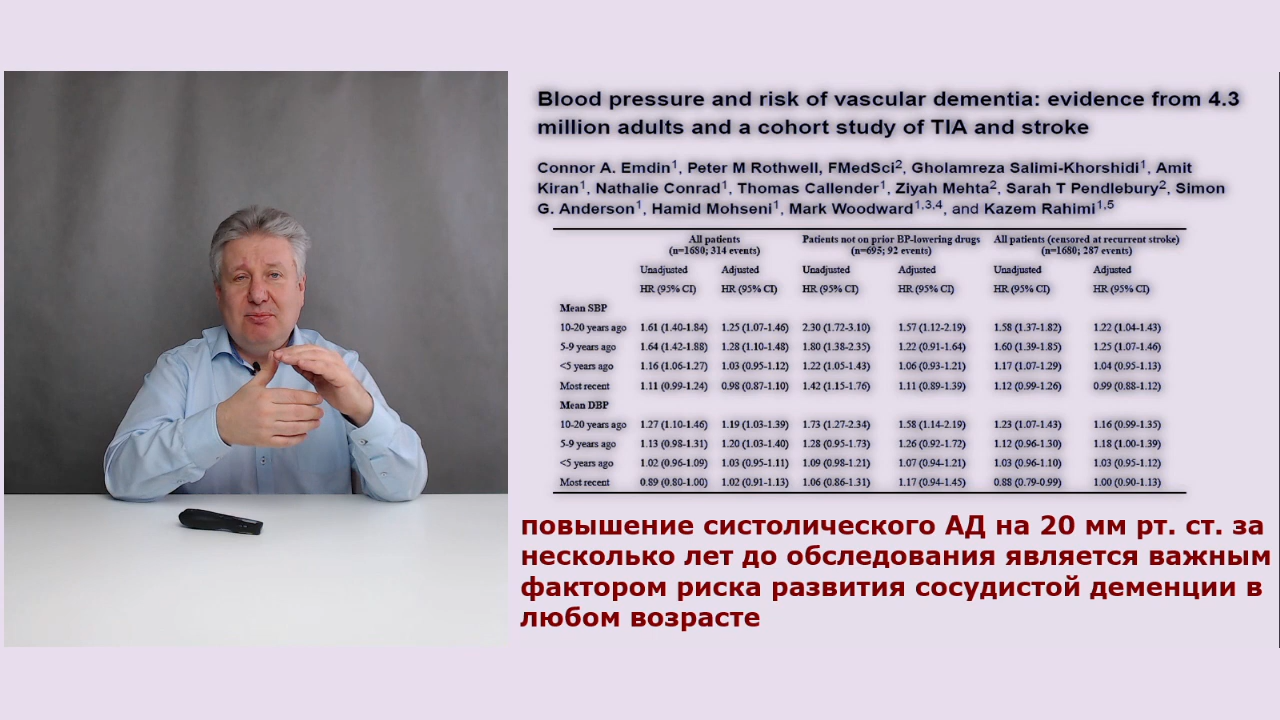 Blood pressure and risk of vascular dementia: evidence from 4.3
million adults and a cohort study of TIA and stroke
Connor A. Emdin1, Peter M Rothwell, FMedSci2, Gholamreza Salimi-Khorshidi1, Amit
Kiran1, Nathalie Conrad1, Thomas Callender1, Ziyah Mehta2, Sarah T Pendlebury2, Simon
G. Anderson1, Hamid Mohseni1, Mark Woodward1,3,4, and Kazem Rahimi1,5
All patients Patients not on prior BP-lowering drugs All patients (censored at recurrent stroke)
(n=1680; 314 events) (n=695; 92 events) (n=1680; 287 events)
Unadjusted Adjusted Unadjusted Adjusted Unadjusted Adjusted
HR (95% CI) HR (95% CI) HR (95% CI) HR (95% CI) HR (95% CI) HR (95% CI)
Mean SBP
10-20 years ago 1.61 (1.40-1.84) 1.25 (1.07-1.46) 2.30 (1.72-3.10) 1.57 (1.12-2.19) 1.58 (1.37-1.82) 1.22 (1.04-1.43)
5-9 years ago 1.64 (1.42-1.88) 1.28 (1.10-1.48) 1.80 (1.38-2.35) 1.22 (0.91-1.64) 1.60 (1.39-1.85) 1.25 (1.07-1.46)
<5 years ago 1.16 (1.06-1.27) 1.03 (0.95-1.12) 1.22 (1.05-1.43) 1.06 (0.93-1.21) 1.17 (1.07-1.29) 1.04 (0.95-1.13)
Most recent 1.11 (0.99-1.24) 0.98 (0.87-1.10) 1.42 (1.15-1.76) 1.11 (0.89-1.39) 1.12 (0.99-1.26) 0.99 (0.88-1.12)
Mean DBP
10-20 years ago 1.27 (1.10-1.46) 1.19 (1.03-1.39) 1.73 (1.27-2.34) 1.58 (1.14-2.19) 1.23 (1.07-1.43) 1.16 (0.99-1.35)
5-9 years ago 1.13 (0.98-1.31) 1.20 (1.03-1.40) 1.28 (0.95-1.73) 1.26 (0.92-1.72) 1.12 (0.96-1.30) 1.18 (1.00-1.39)
<5 years ago 1.02 (0.96-1.09) 1.03 (0.95-1.11) 1.09 (0.98-1.21) 1.07 (0.94-1.21) 1.03 (0.96-1.10) 1.03 (0.95-1.12)
Most recent 0.89 (0.80-1.00) 1.02 (0.91-1.13) 1.06 (0.86-1.31) 1.17 (0.94-1.45) 0.88 (0.79-0.99) 1.00 (0.90-1.13)
повышение систолического АД на 20 мм рт. ст. за
несколько лет до обследования является важным
фактором риска развития сосудистой деменции в
любом возрасте